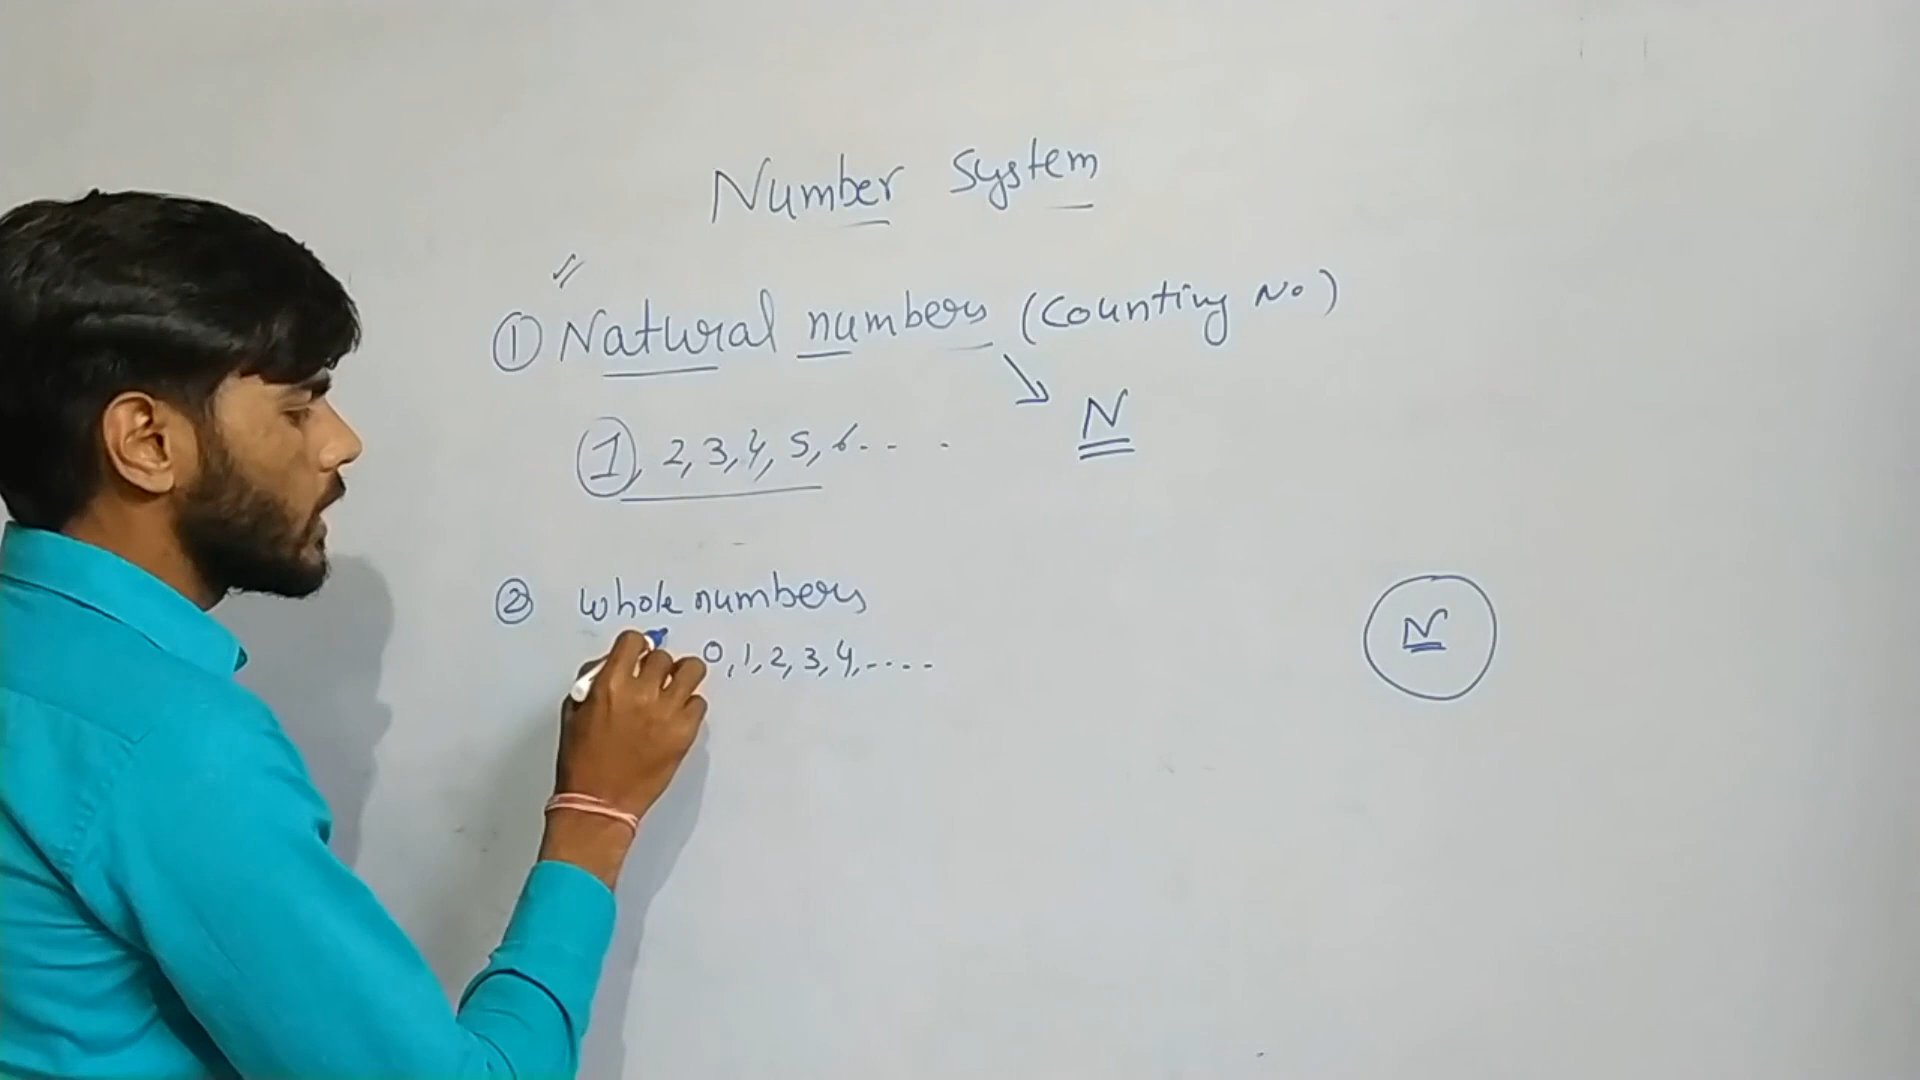 Number System
① Natural numbers (Counting No)
N
1, 2, 3, 4, 5, 6 - - .
② whole numbers
0, 1, 2, 3, 4, - - - -
N